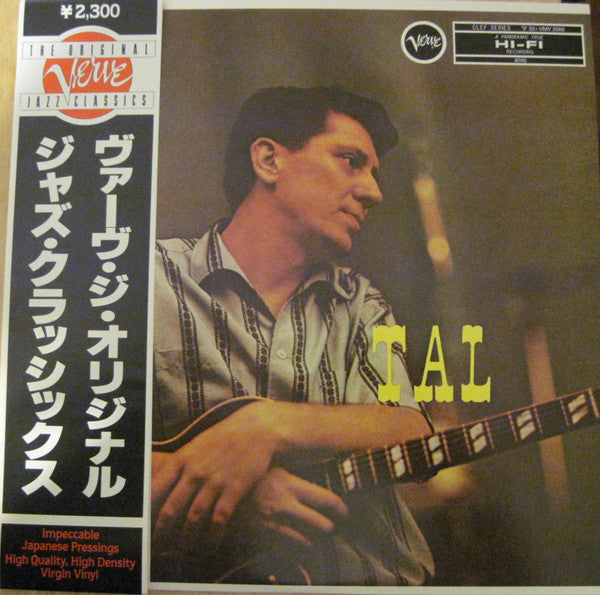 ¥2,300
THE ORIGINAL
Verve
JAZZ CLASSICS
ヴァーヴ・ジ・オリジナル
ジャズ・クラッシックス
Impeccable
Japanese Pressings
High Quality, High Density
Virgin Vinyl
Verve
CLEF SERIES
A PANORAMIC TRUE
HI-FI
RECORDING
TAL